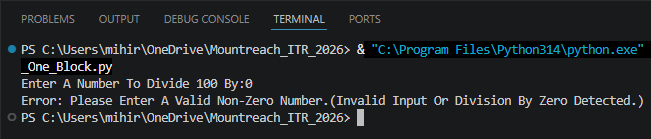 PROBLEMS OUTPUT DEBUG CONSOLE TERMINAL PORTS
PS C:\Users\mihir\OneDrive\Mountreach_ITR_2026> & "C:\Program Files\Python314\python.exe"
_One_Block.py
Enter A Number To Divide 100 By:0
Error: Please Enter A Valid Non-Zero Number.(Invalid Input Or Division By Zero Detected.)
PS C:\Users\mihir\OneDrive\Mountreach_ITR_2026>